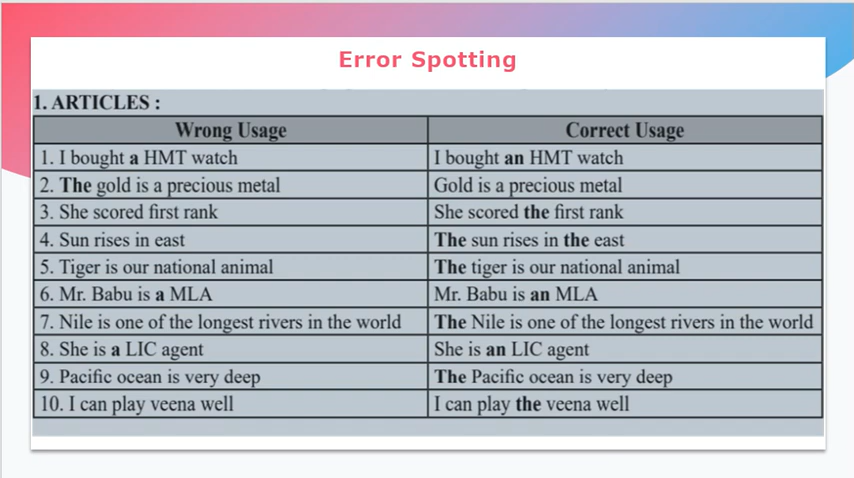 Error Spotting
1. ARTICLES :
Wrong Usage Correct Usage
1. I bought a HMT watch I bought an HMT watch
2. The gold is a precious metal Gold is a precious metal
3. She scored first rank She scored the first rank
4. Sun rises in east The sun rises in the east
5. Tiger is our national animal The tiger is our national animal
6. Mr. Babu is a MLA Mr. Babu is an MLA
7. Nile is one of the longest rivers in the world The Nile is one of the longest rivers in the world
8. She is a LIC agent She is an LIC agent
9. Pacific ocean is very deep The Pacific ocean is very deep
10. I can play veena well I can play the veena well